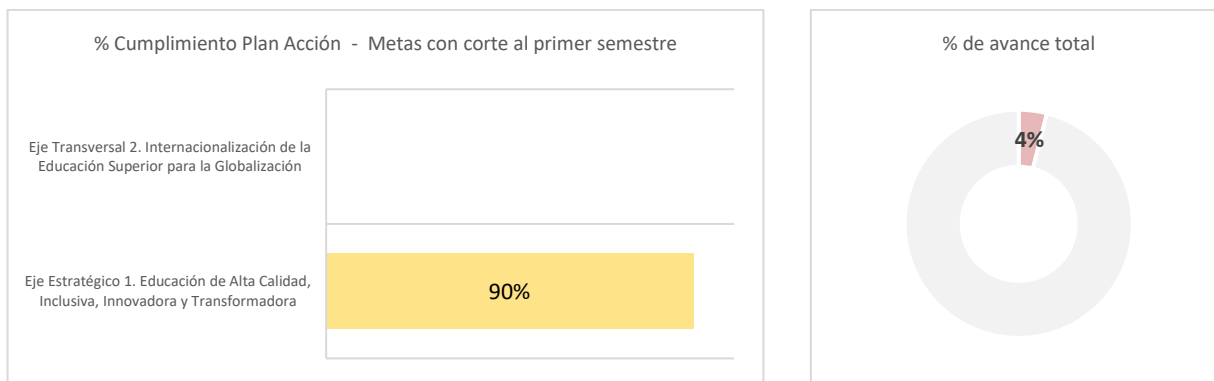 % Cumplimiento Plan Acción - Metas con corte al primer semestre
Eje Transversal 2. Internacionalización de la
Educación Superior para la Globalización
Eje Estratégico 1. Educación de Alta Calidad,
Inclusiva, Innovadora y Transformadora
90%
% de avance total
4%